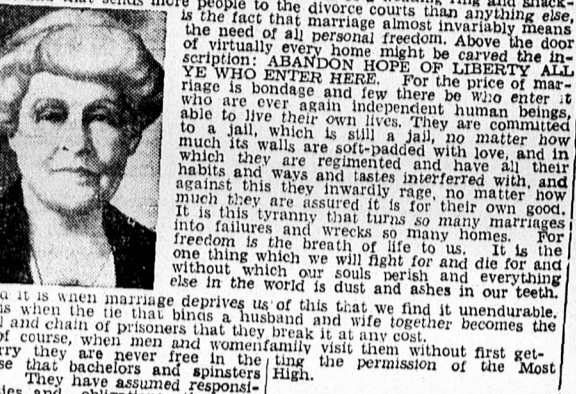 more people to the divorce courts than anything else,
is the fact that marriage almost invariably means
the need of all personal freedom. Above the door
of virtually every home might be carved the in-
scription: ABANDON HOPE OF LIBERTY ALL
YE WHO ENTER HERE. For the price of mar-
riage is bondage and few there be who enter it
who are ever again independent human beings,
able to live their own lives. They are committed
to a jail, which is still a jail, no matter how
much its walls are soft-padded with love, and in
which they are regimented and have all their
habits and ways and tastes interferred with, and
against this they inwardly rage, no matter how
much they are assured it is for their own good.
It is this tyranny that turns so many marriages
into failures and wrecks so many homes. For
freedom is the breath of life to us. It is the
one thing which we will fight for and die for and
without which our souls perish and everything
else in the world is dust and ashes in our teeth.
it is when marriage deprives us of this that we find it unendurable.
when the tie that binds a husband and wife together becomes the
and chain of prisoners that they break it at any cost.
of course, when men and womenfamily visit them without first get-
they are never free in the
ting the permission of the Most
that bachelors and spinsters
High.
They have assumed responsi-